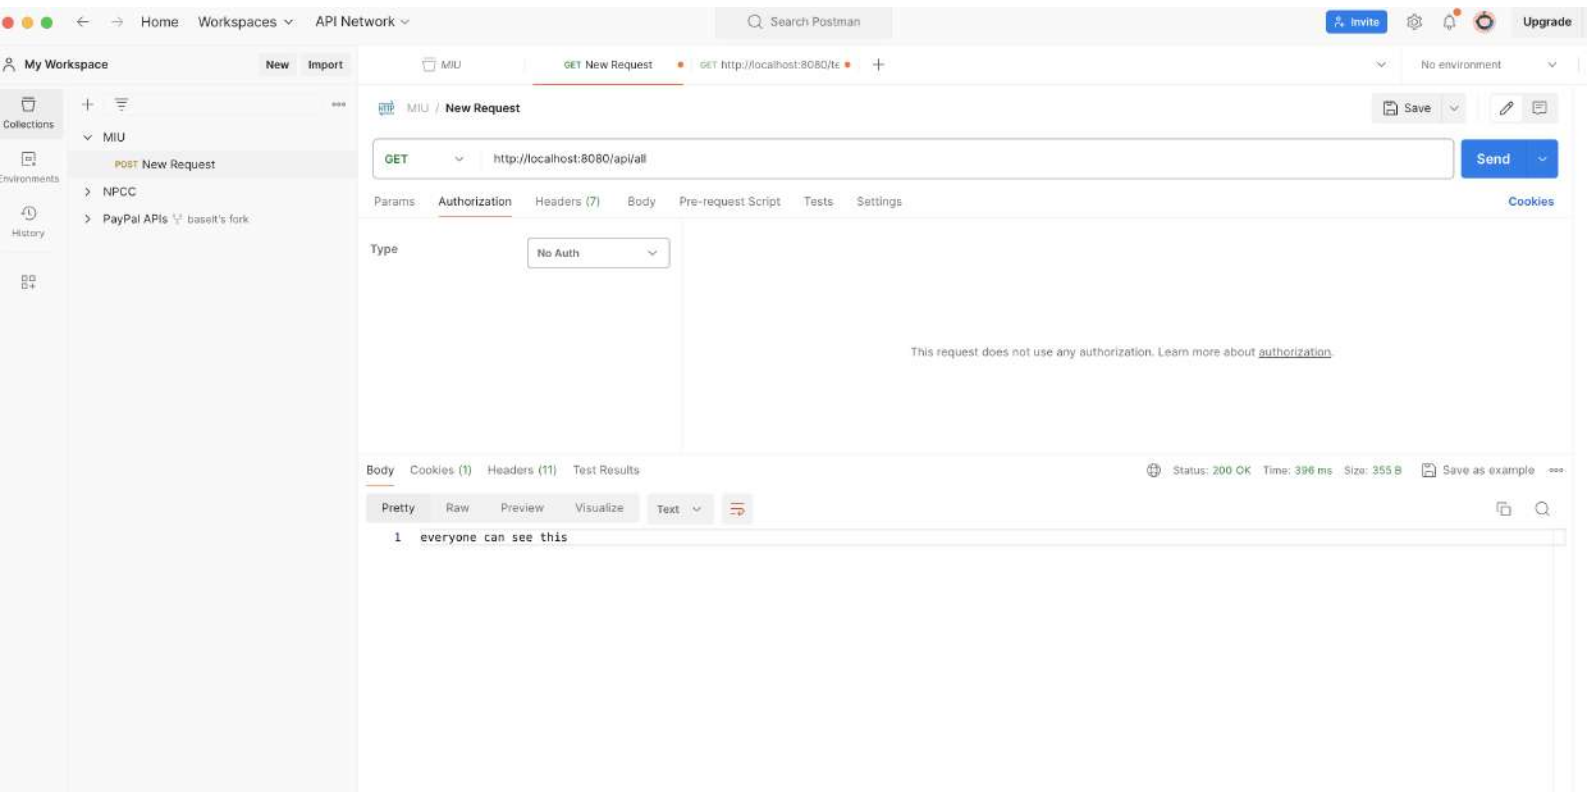 Home Workspaces API Network Search Postman Invite Upgrade
My Workspace New Import MIU GET New Request GET http://localhost:8080/te No environment
Collections
MIU / New Request Save
MIU
POST New Request
GET http://localhost:8080/api/all Send
Environments
NPCC
Params Authorization Headers (7) Body Pre-request Script Tests Settings Cookies
PayPal APIs baselt's fork
History
Type No Auth
This request does not use any authorization. Learn more about authorization.
Body Cookies (1) Headers (11) Test Results Status: 200 OK Time: 396 ms Size: 355 B Save as example
Pretty Raw Preview Visualize Text
1 everyone can see this